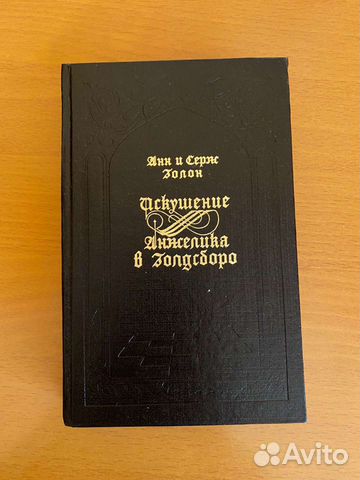 Анн и Серж
Голон
Искушение
Анжелика
в Голдсборо
Avito